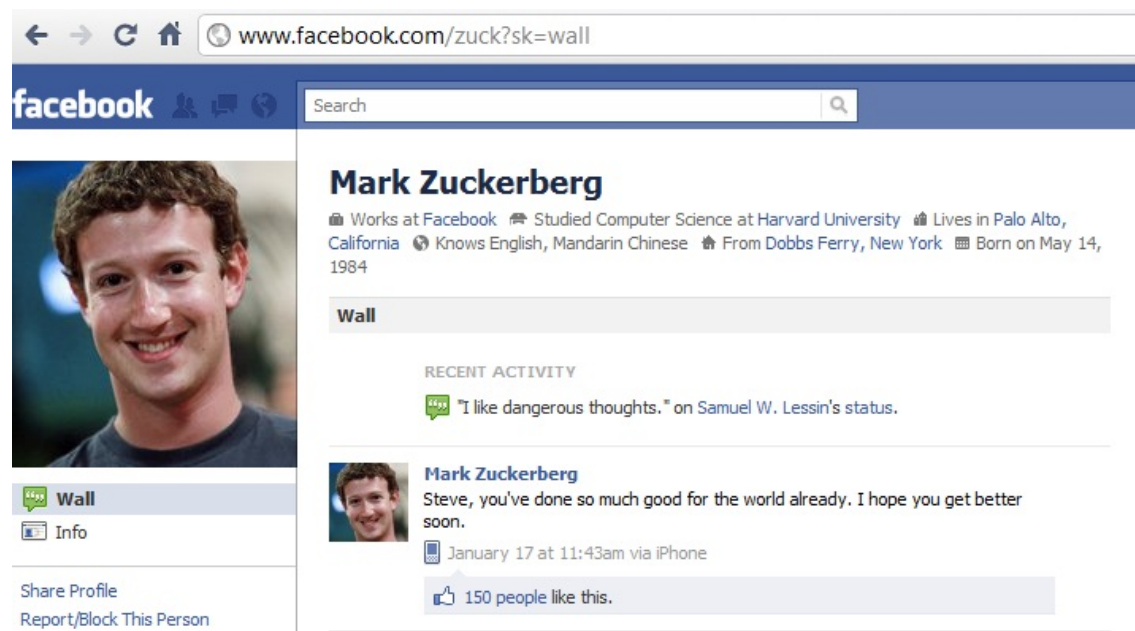 www.facebook.com/zuck?sk=wall
facebook
Search
Mark Zuckerberg
Works at Facebook Studied Computer Science at Harvard University Lives in Palo Alto,
California Knows English, Mandarin Chinese From Dobbs Ferry, New York Born on May 14,
1984
Wall
RECENT ACTIVITY
"I like dangerous thoughts." on Samuel W. Lessin's status.
Mark Zuckerberg
Steve, you've done so much good for the world already. I hope you get better
soon.
January 17 at 11:43am via iPhone
150 people like this.
Wall
Info
Share Profile
Report/Block This Person